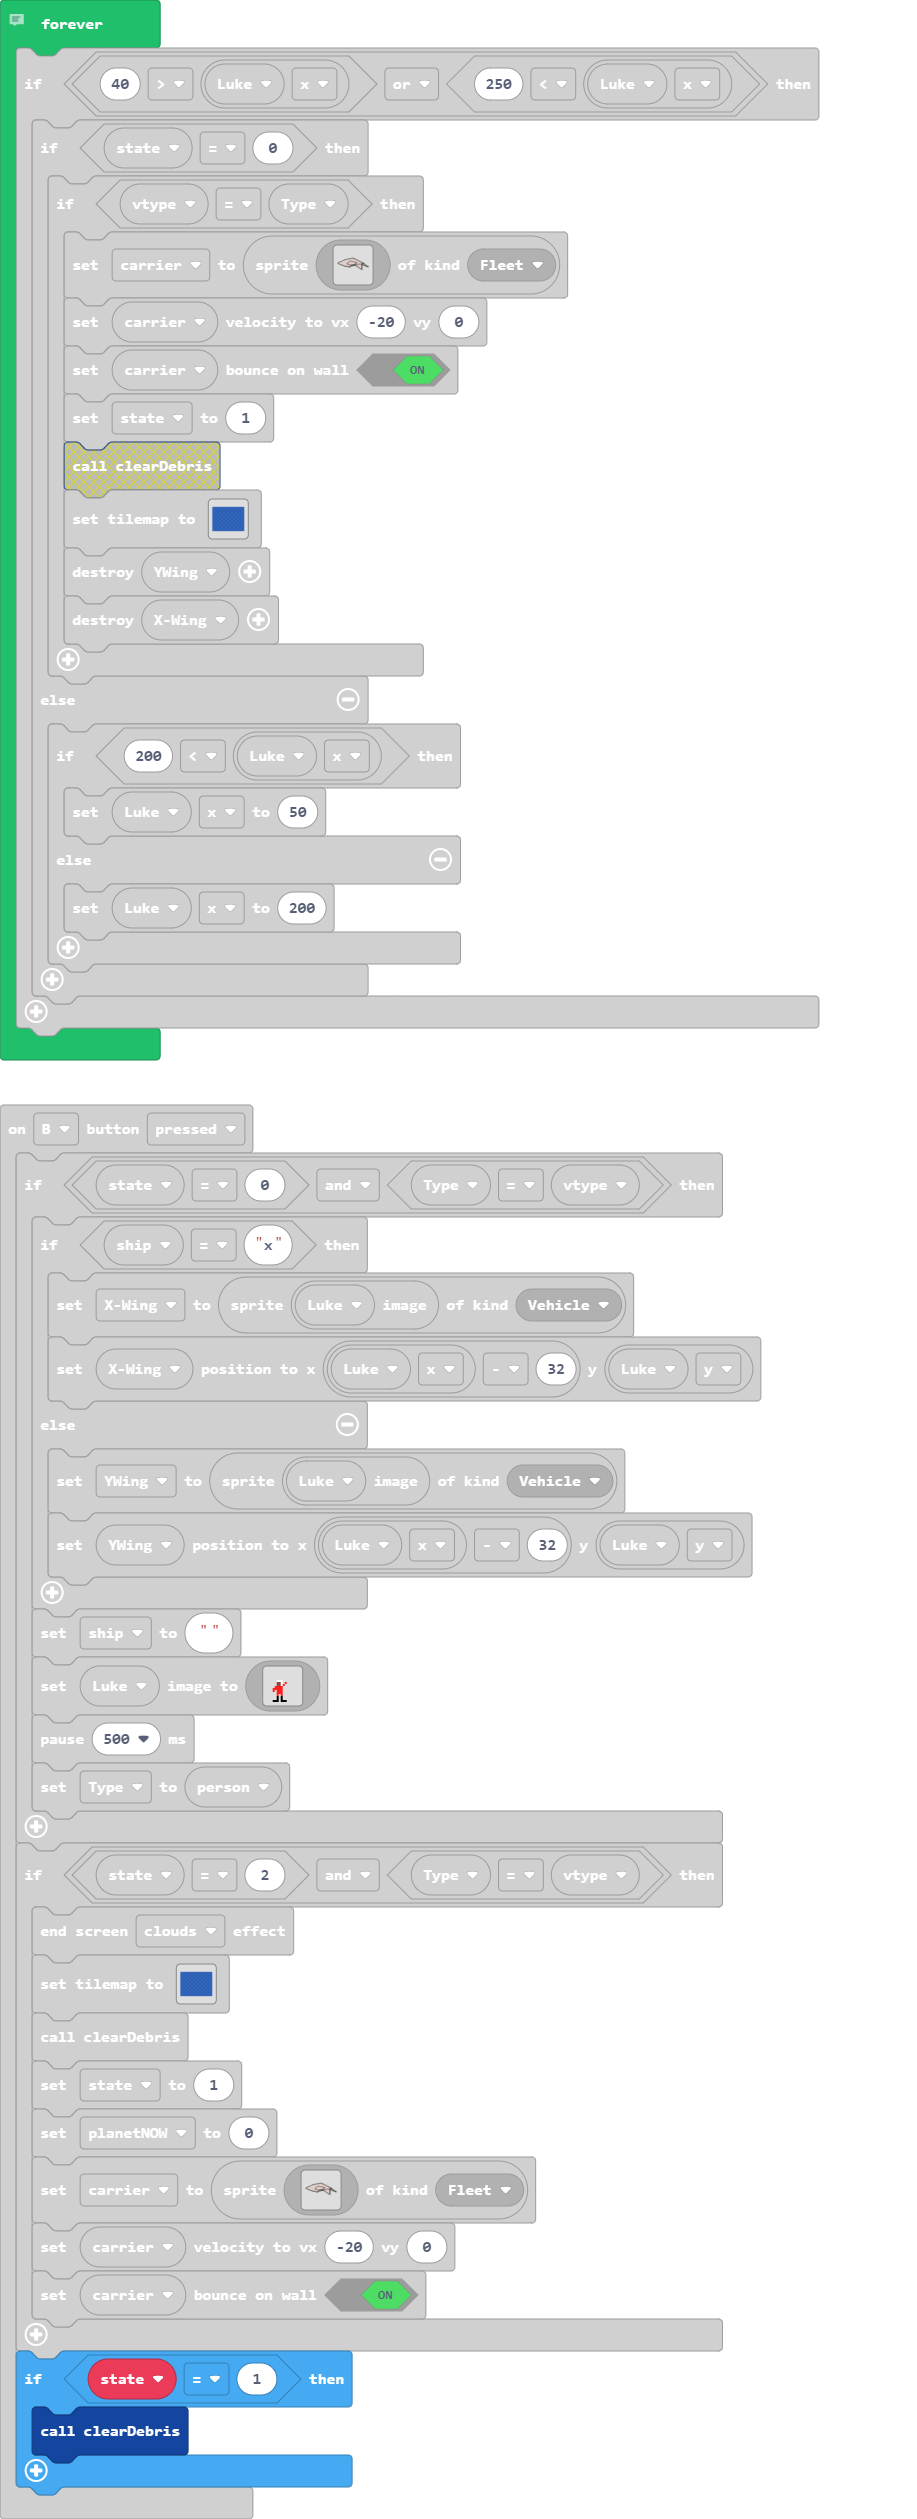 forever
if 40 > Luke x or 250 < Luke x then
if state = 0 then
if vtype = Type then
set carrier to sprite of kind Fleet
set carrier velocity to vx -20 vy 0
set carrier bounce on wall ON
set state to 1
call clearDebris
set tilemap to
destroy YWing
destroy X-Wing
else
if 200 < Luke x then
set Luke x to 50
else
set Luke x to 200
on B button pressed
if state = 0 and Type = vtype then
if ship = "x" then
set X-Wing to sprite Luke image of kind Vehicle
set X-Wing position to x Luke x - 32 y Luke y
else
set YWing to sprite Luke image of kind Vehicle
set YWing position to x Luke x - 32 y Luke y
set ship to ""
set Luke image to
pause 500 ms
set Type to person
if state = 2 and Type = vtype then
end screen clouds effect
set tilemap to
call clearDebris
set state to 1
set planetNOW to 0
set carrier to sprite of kind Fleet
set carrier velocity to vx -20 vy 0
set carrier bounce on wall ON
if state = 1 then
call clearDebris